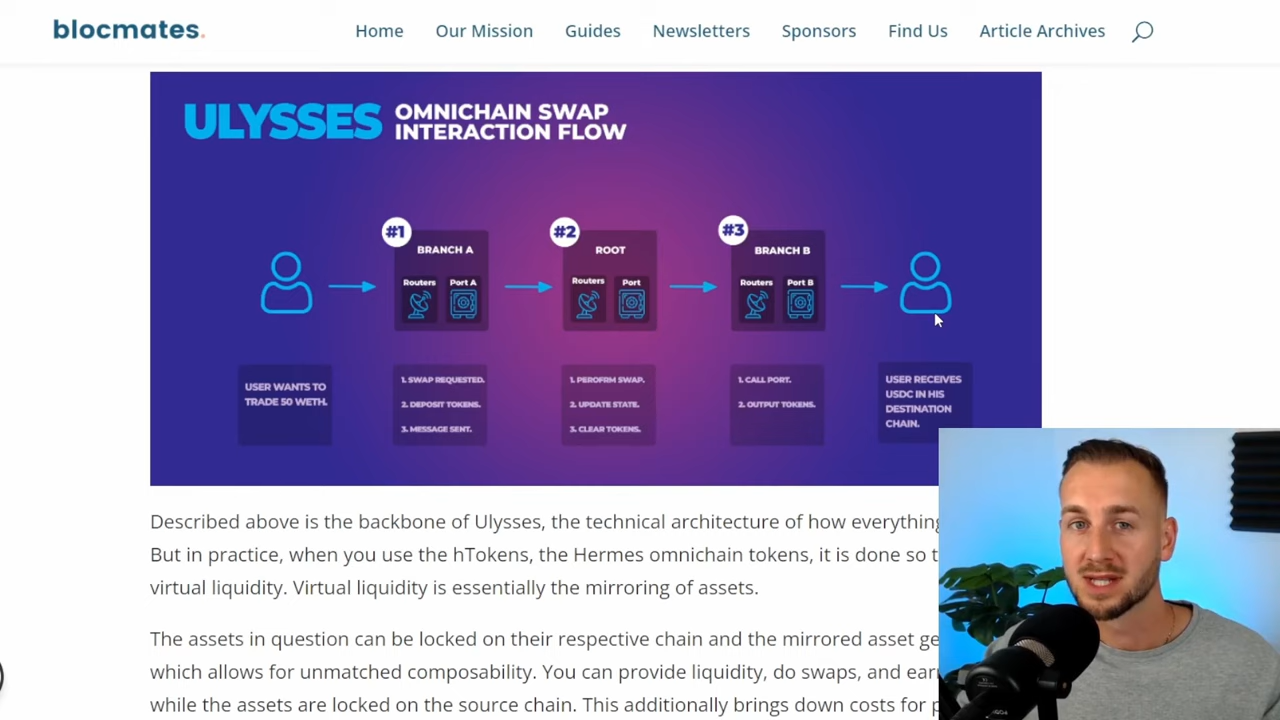 blocmates.
Home Our Mission Guides Newsletters Sponsors Find Us Article Archives
ULYSSES OMNICHAIN SWAP
INTERACTION FLOW
#1 #2 #3
BRANCH A ROOT BRANCH B
Routers Port A Routers Port Routers Port B
USER WANTS TO
TRADE 50 WETH.
1. SWAP REQUESTED.
2. DEPOSIT TOKENS.
3. MESSAGE SENT.
1. PEROFRM SWAP.
2. UPDATE STATE.
3. CLEAR TOKENS.
1. CALL PORT.
2. OUTPUT TOKENS.
USER RECEIVES
USDC IN HIS
DESTINATION
CHAIN.
Described above is the backbone of Ulysses, the technical architecture of how everything
But in practice, when you use the hTokens, the Hermes omnichain tokens, it is done so t
virtual liquidity. Virtual liquidity is essentially the mirroring of assets.
The assets in question can be locked on their respective chain and the mirrored asset ge
which allows for unmatched composability. You can provide liquidity, do swaps, and ear
while the assets are locked on the source chain. This additionally brings down costs for p